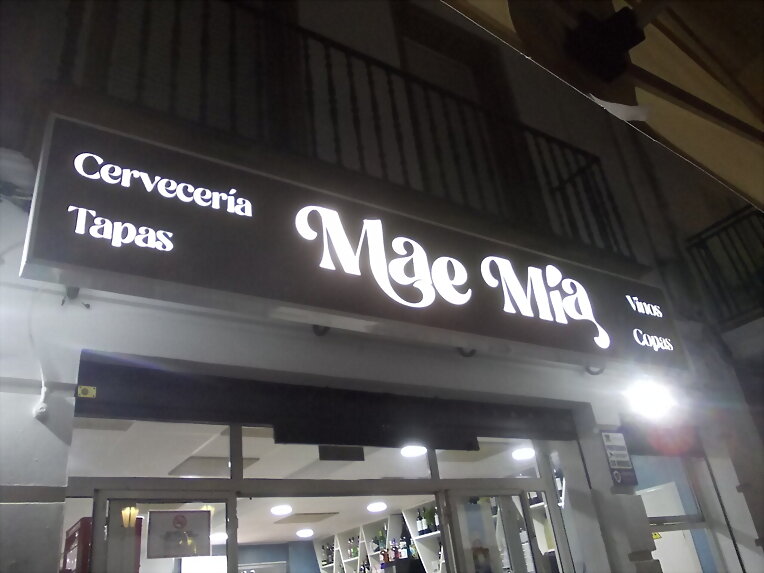 Cervecería
Tapas
Mae Mia
Vinos
Copas